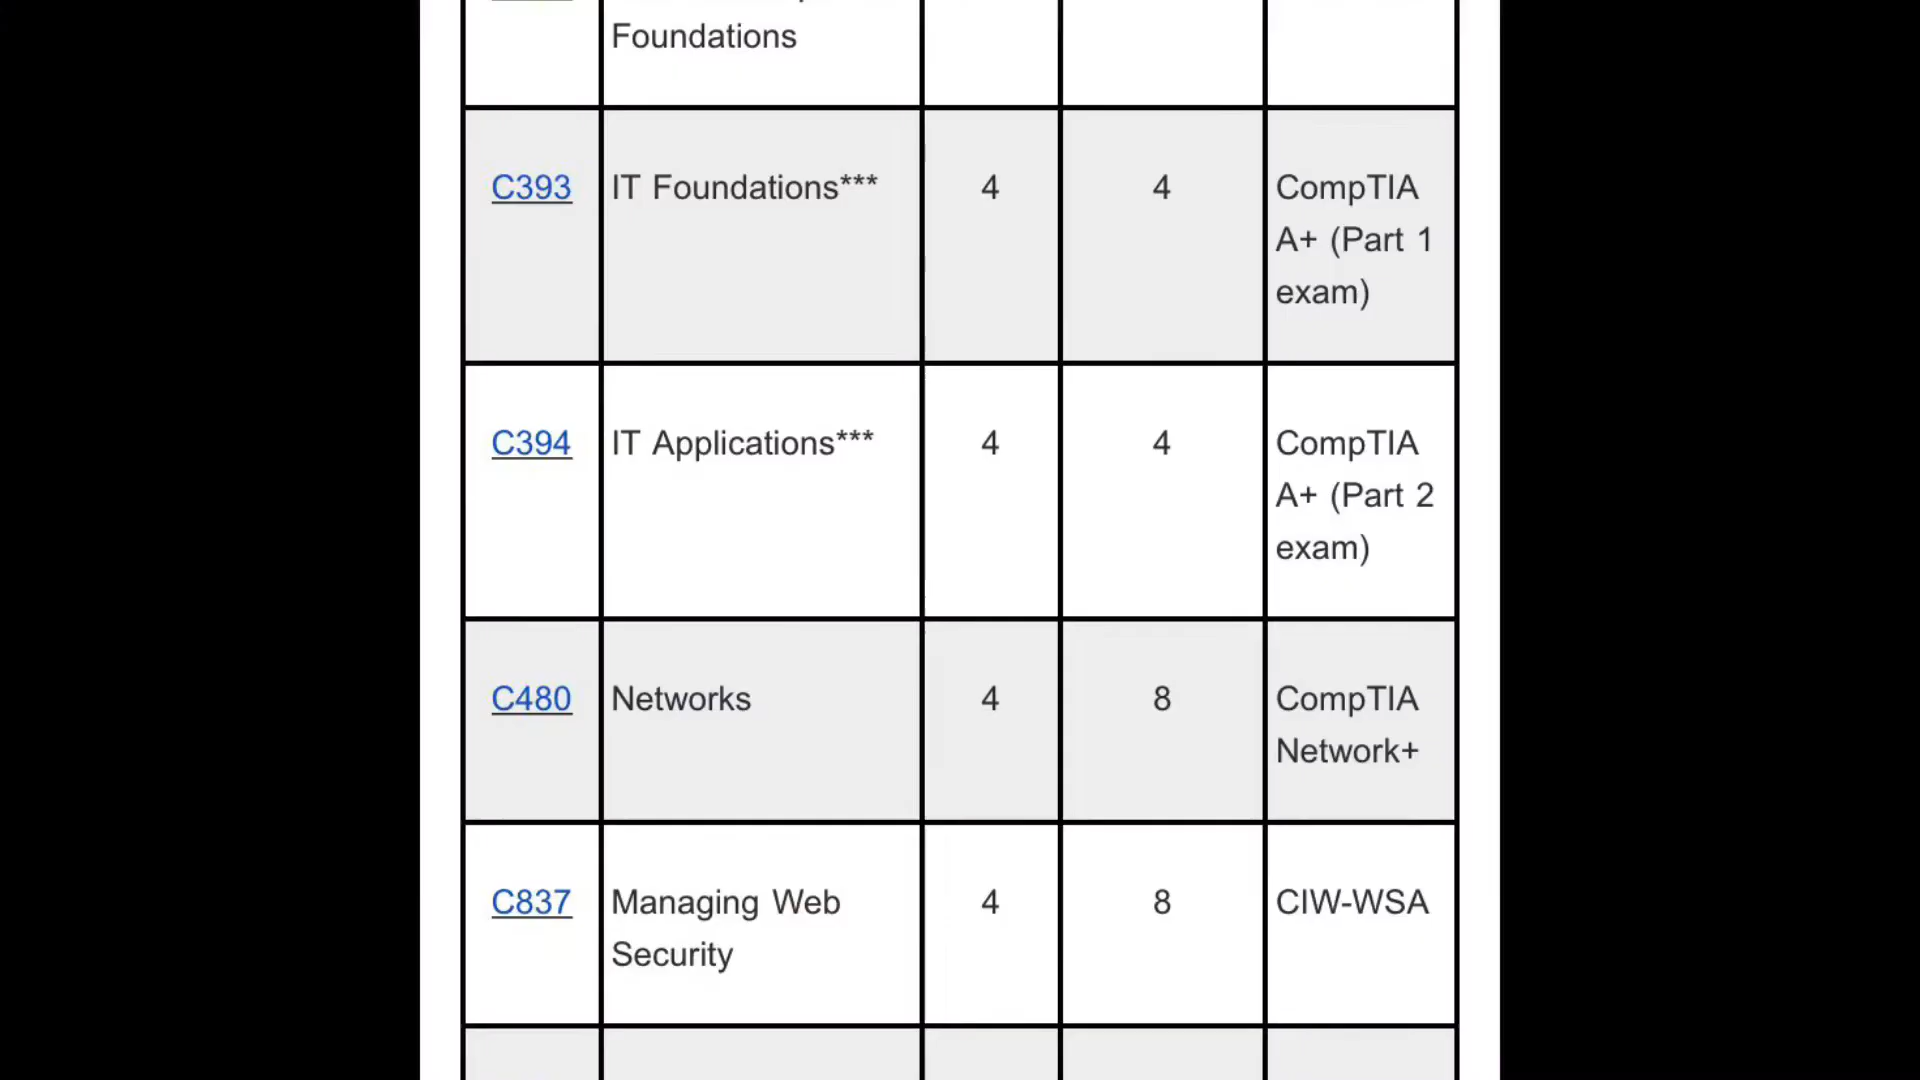 Foundations
C393 IT Foundations*** 4 4 CompTIA
A+ (Part 1
exam)
C394 IT Applications*** 4 4 CompTIA
A+ (Part 2
exam)
C480 Networks 4 8 CompTIA
Network+
C837 Managing Web 4 8 CIW-WSA
Security